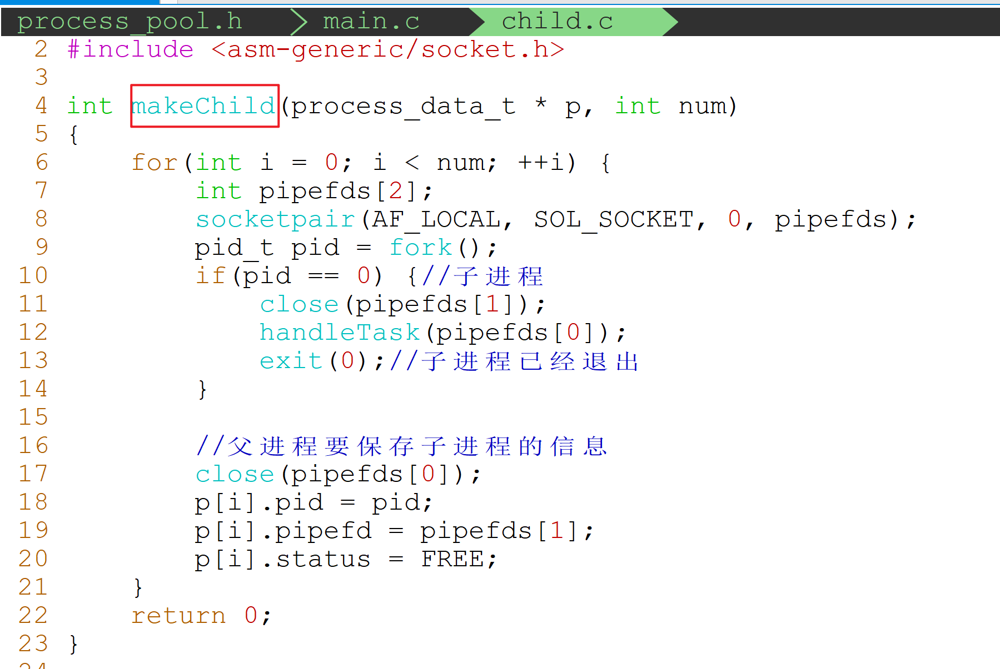 process_pool.h main.c child.c
2 #include <asm-generic/socket.h>
3
4 int makeChild(process_data_t * p, int num)
5 {
6 for(int i = 0; i < num; ++i) {
7 int pipefds[2];
8 socketpair(AF_LOCAL, SOL_SOCKET, 0, pipefds);
9 pid_t pid = fork();
10 if(pid == 0) {//子进程
11 close(pipefds[1]);
12 handleTask(pipefds[0]);
13 exit(0);//子进程已经退出
14 }
15
16 //父进程要保存子进程的信息
17 close(pipefds[0]);
18 p[i].pid = pid;
19 p[i].pipefd = pipefds[1];
20 p[i].status = FREE;
21 }
22 return 0;
23 }
24